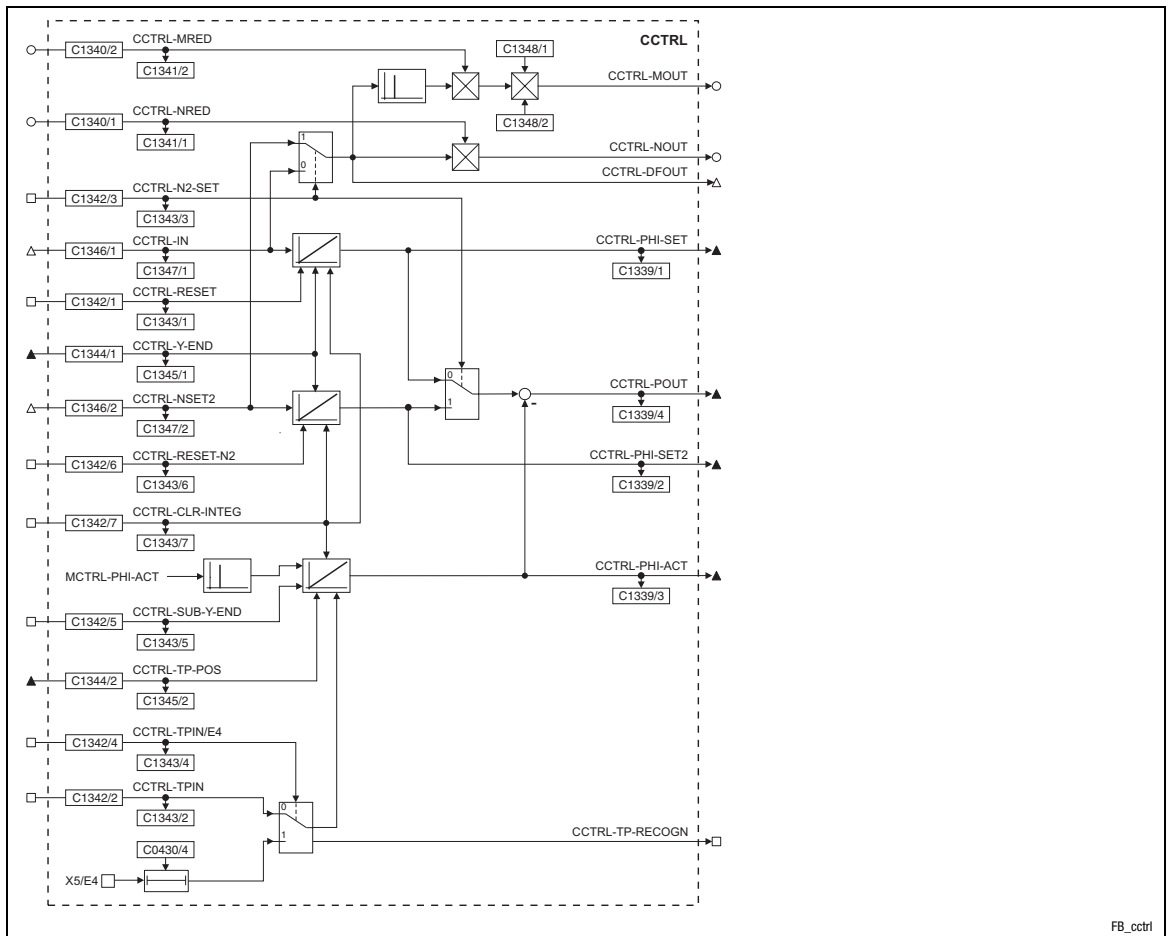 CCTRL
C1340/2 CCTRL-MRED
C1341/2
C1348/1
CCTRL-MOUT
C1348/2
C1340/1 CCTRL-NRED
C1341/1
1
0
CCTRL-NOUT
CCTRL-DFOUT
C1342/3 CCTRL-N2-SET
C1343/3
C1346/1 CCTRL-IN
C1347/1
CCTRL-PHI-SET
C1339/1
C1342/1 CCTRL-RESET
C1343/1
C1344/1 CCTRL-Y-END
C1345/1
0
1
-
CCTRL-POUT
C1339/4
C1346/2 CCTRL-NSET2
C1347/2
C1342/6 CCTRL-RESET-N2
C1343/6
CCTRL-PHI-SET2
C1339/2
C1342/7 CCTRL-CLR-INTEG
C1343/7
MCTRL-PHI-ACT
CCTRL-PHI-ACT
C1339/3
C1342/5 CCTRL-SUB-Y-END
C1343/5
C1344/2 CCTRL-TP-POS
C1345/2
C1342/4 CCTRL-TPIN/E4
C1343/4
C1342/2 CCTRL-TPIN
C1343/2
0
1
CCTRL-TP-RECOGN
C0430/4
X5/E4
FB_cctrl